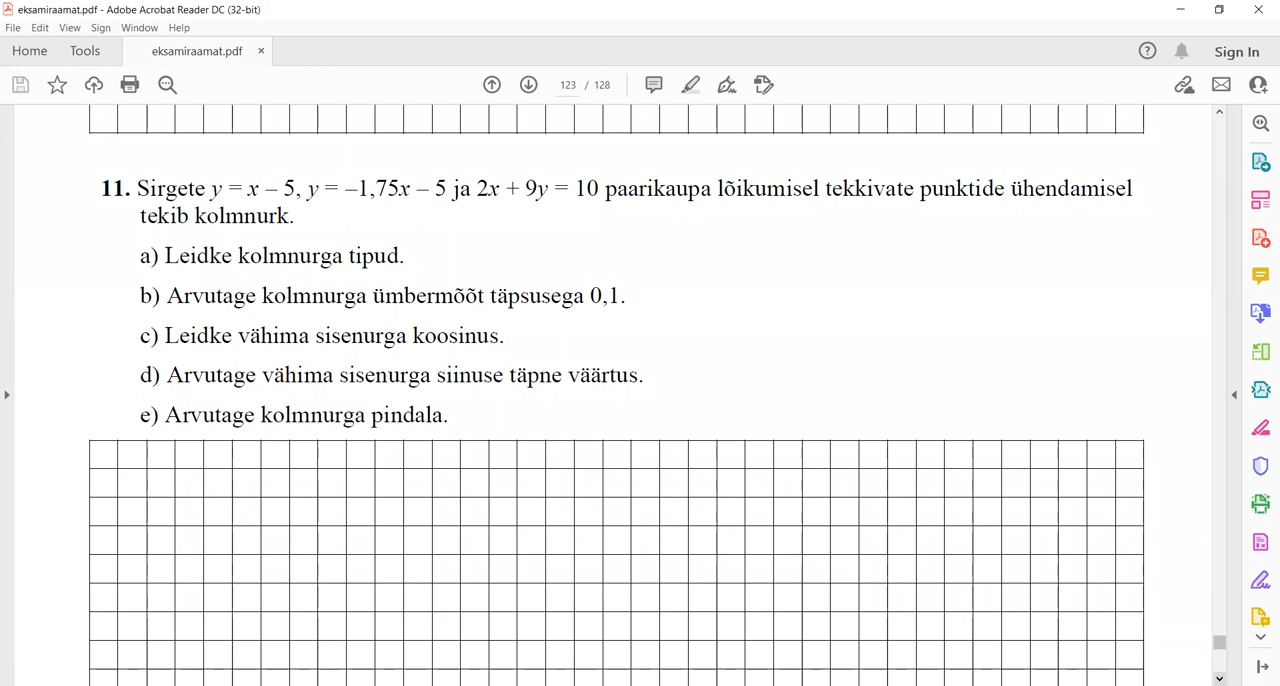 eksamiraamat.pdf - Adobe Acrobat Reader DC (32-bit)
File Edit View Sign Window Help
Home Tools eksamiraamat.pdf × Sign In
123 / 128
11. Sirgete y = x – 5, y = –1,75x – 5 ja 2x + 9y = 10 paarikaupa lõikumisel tekkivate punktide ühendamisel
tekib kolmnurk.
a) Leidke kolmnurga tipud.
b) Arvutage kolmnurga ümbermõõt täpsusega 0,1.
c) Leidke vähima sisenurga koosinus.
d) Arvutage vähima sisenurga siinuse täpne väärtus.
e) Arvutage kolmnurga pindala.